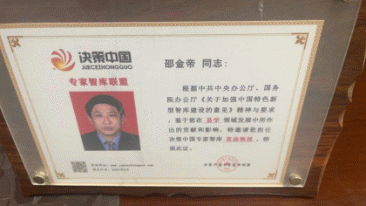 决策中国
JUECEZHONGGUO
专家智库联盟
邵金帝 同志：
根据中共中央办公厅、国务
院办公厅《关于加强中国特色新
型智库建设的意见》精神与要求
，鉴于您在 易学 领域发展中所作
出的贡献和影响，特邀请您担任
决策中国专家智库
特
此证。